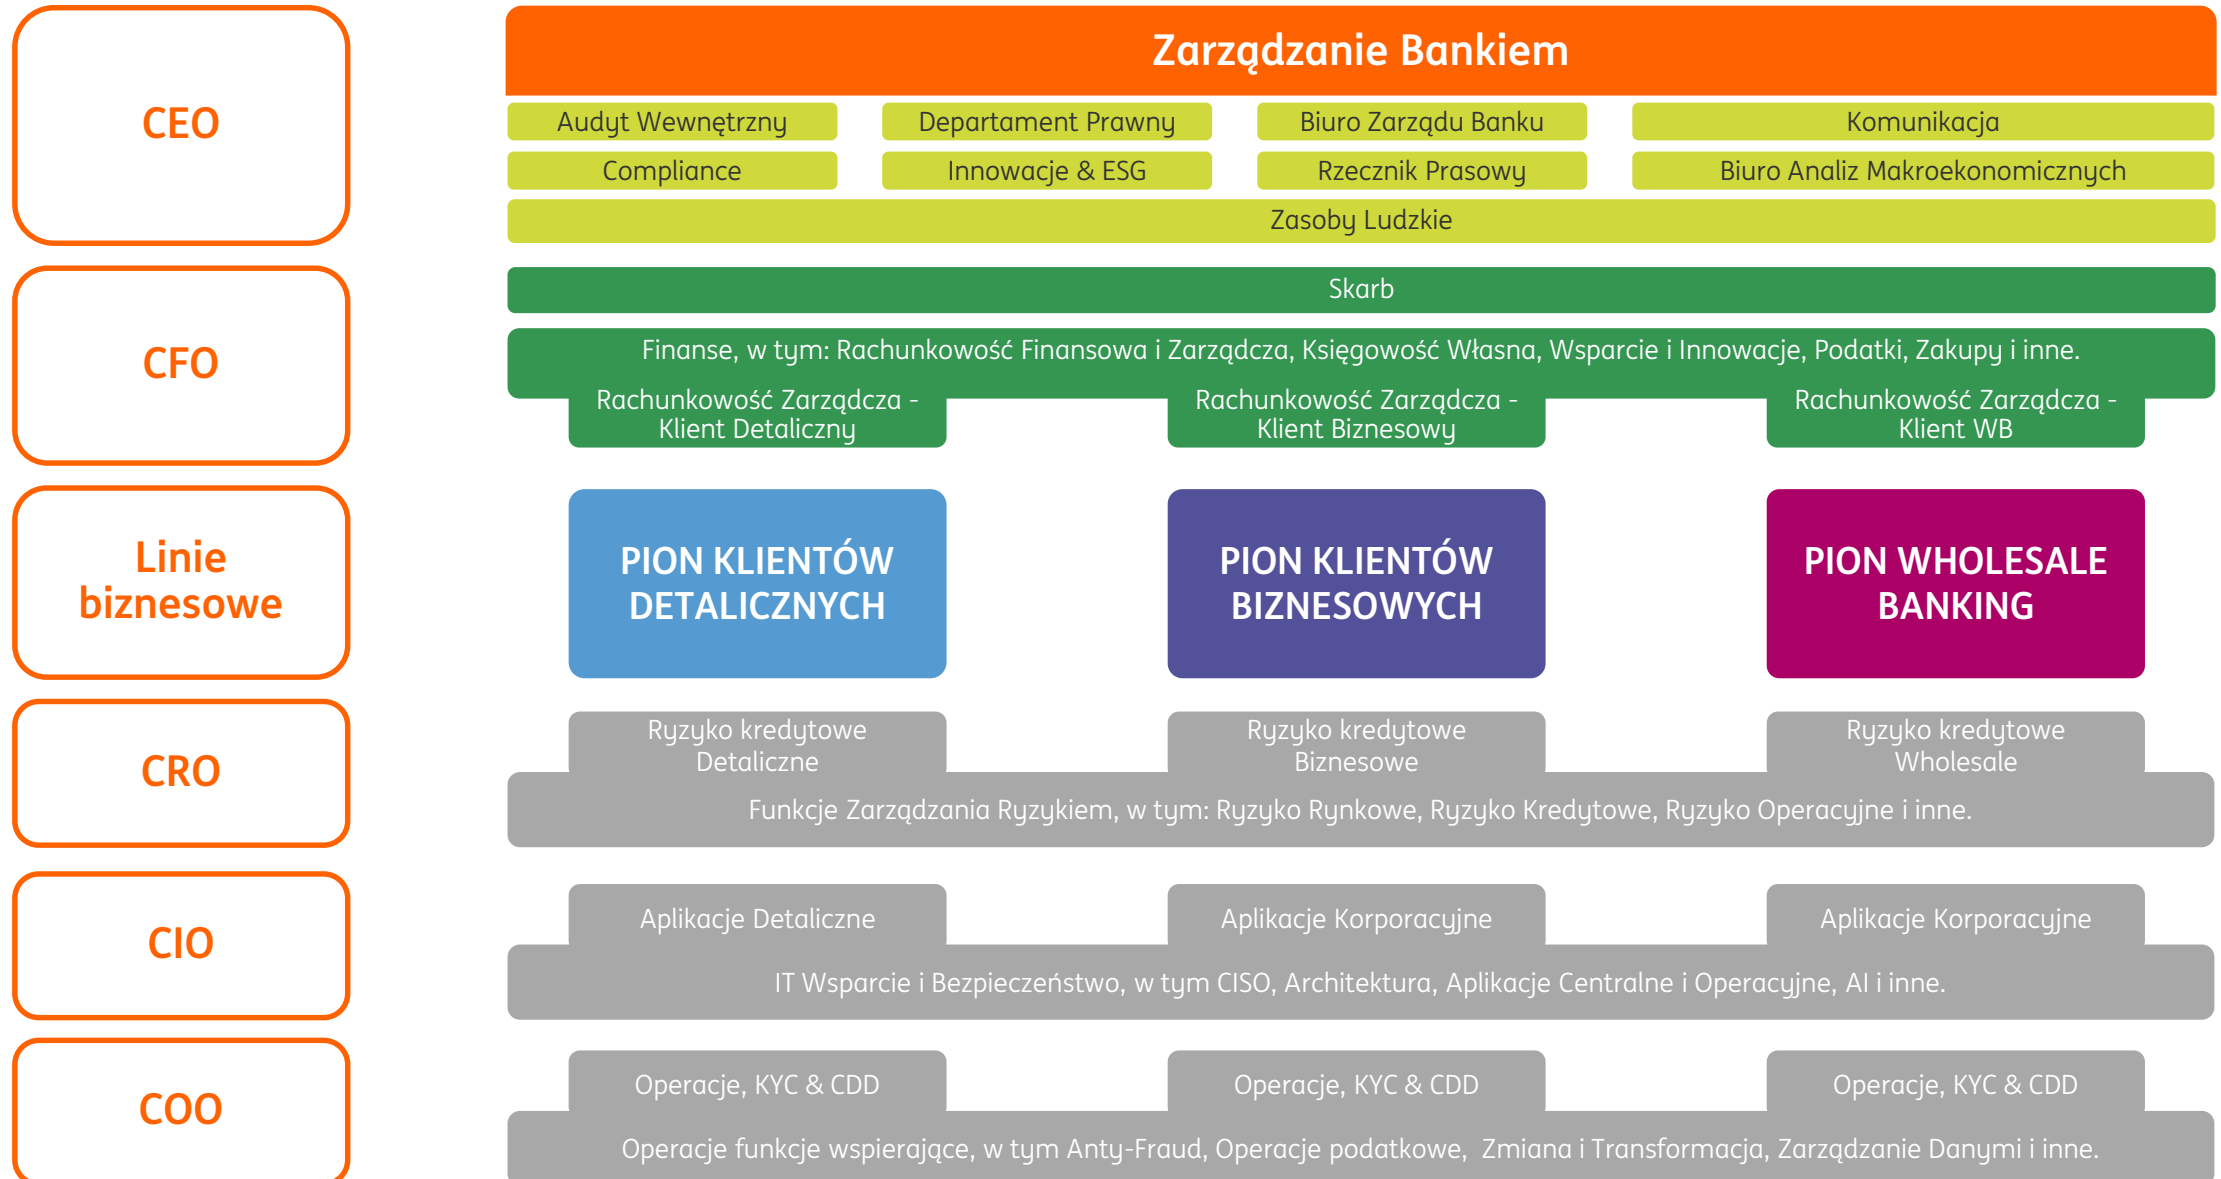 CEO
Zarządzanie Bankiem
Audyt Wewnętrzny
Departament Prawny
Biuro Zarządu Banku
Komunikacja
Compliance
Innowacje & ESG
Rzecznik Prasowy
Biuro Analiz Makroekonomicznych
Zasoby Ludzkie
CFO
Skarb
Finanse, w tym: Rachunkowość Finansowa i Zarządcza, Księgowość Własna, Wsparcie i Innowacje, Podatki, Zakupy i inne.
Rachunkowość Zarządcza -
Klient Detaliczny
Rachunkowość Zarządcza -
Klient Biznesowy
Rachunkowość Zarządcza -
Klient WB
Linie
biznesowe
PION KLIENTÓW
DETALICZNYCH
PION KLIENTÓW
BIZNESOWYCH
PION WHOLESALE
BANKING
CRO
Ryzyko kredytowe
Detaliczne
Ryzyko kredytowe
Biznesowe
Ryzyko kredytowe
Wholesale
Funkcje Zarządzania Ryzykiem, w tym: Ryzyko Rynkowe, Ryzyko Kredytowe, Ryzyko Operacyjne i inne.
CIO
Aplikacje Detaliczne
Aplikacje Korporacyjne
Aplikacje Korporacyjne
IT Wsparcie i Bezpieczeństwo, w tym CISO, Architektura, Aplikacje Centralne i Operacyjne, AI i inne.
COO
Operacje, KYC & CDD
Operacje, KYC & CDD
Operacje, KYC & CDD
Operacje funkcje wspierające, w tym Anty-Fraud, Operacje podatkowe, Zmiana i Transformacja, Zarządzanie Danymi i inne.